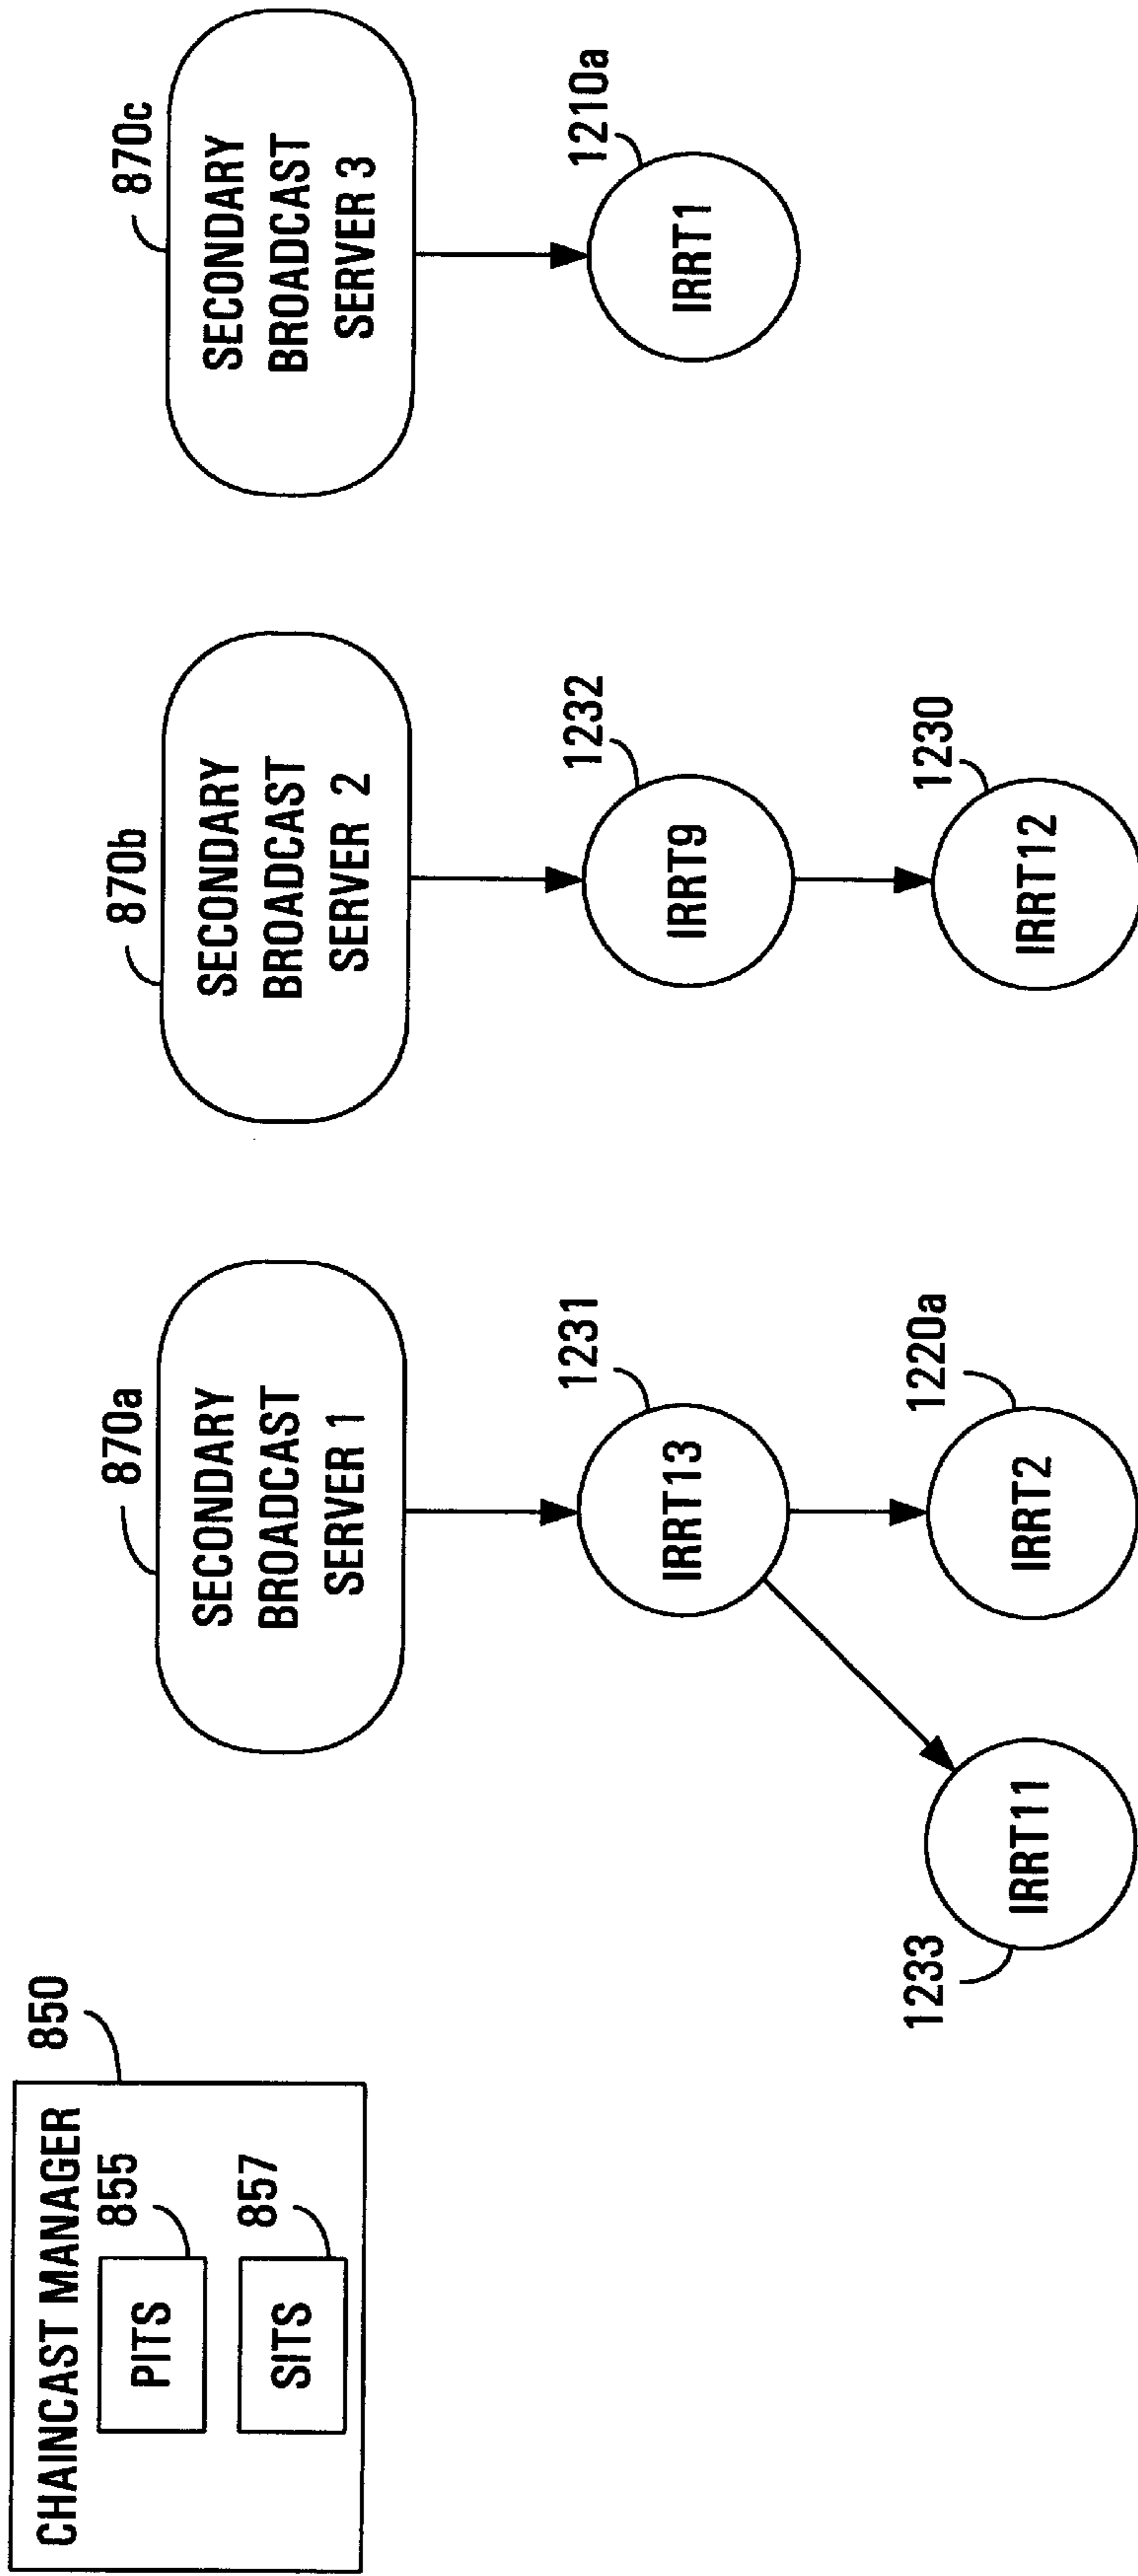 CHAINCAST MANAGER
850
PITS
855
SITS
857
870a
SECONDARY
BROADCAST
SERVER 1
870b
SECONDARY
BROADCAST
SERVER 2
870c
SECONDARY
BROADCAST
SERVER 3
1231
IRRT13
1232
IRRT9
1210a
IRRT1
1233
IRRT11
1220a
IRRT2
1230
IRRT12